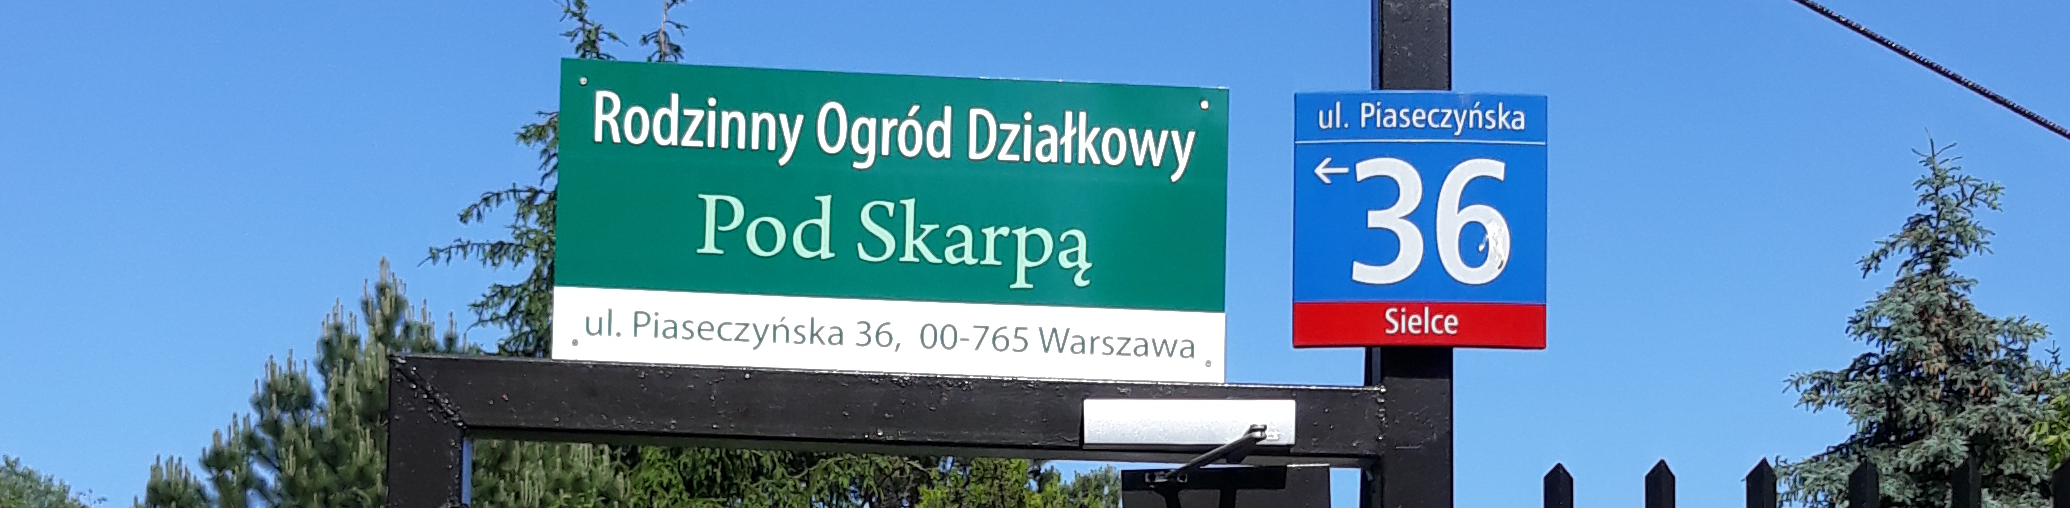 Rodzinny Ogród Działkowy
Pod Skarpą
ul. Piaseczyńska 36, 00-765 Warszawa
ul. Piaseczyńska
←36
Sielce